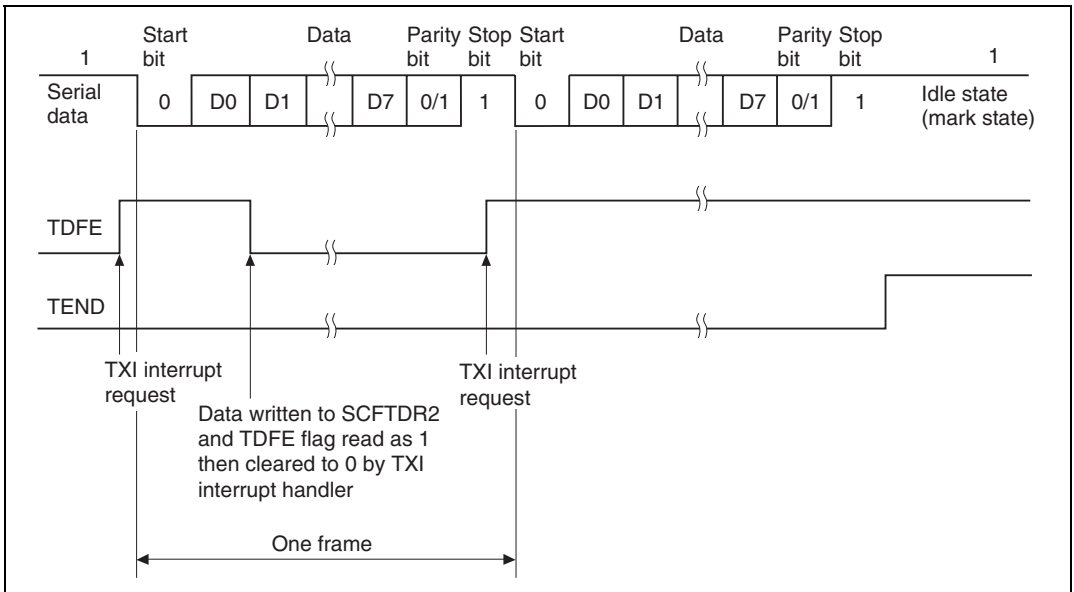 Start bit
Data
Parity bit
Stop bit
Start bit
Data
Parity bit
Stop bit
1
1
Serial data
0
D0
D1
D7
0/1
1
0
D0
D1
D7
0/1
1
Idle state
(mark state)
TDFE
TEND
TXI interrupt
request
TXI interrupt
request
Data written to SCFTDR2
and TDFE flag read as 1
then cleared to 0 by TXI
interrupt handler
One frame